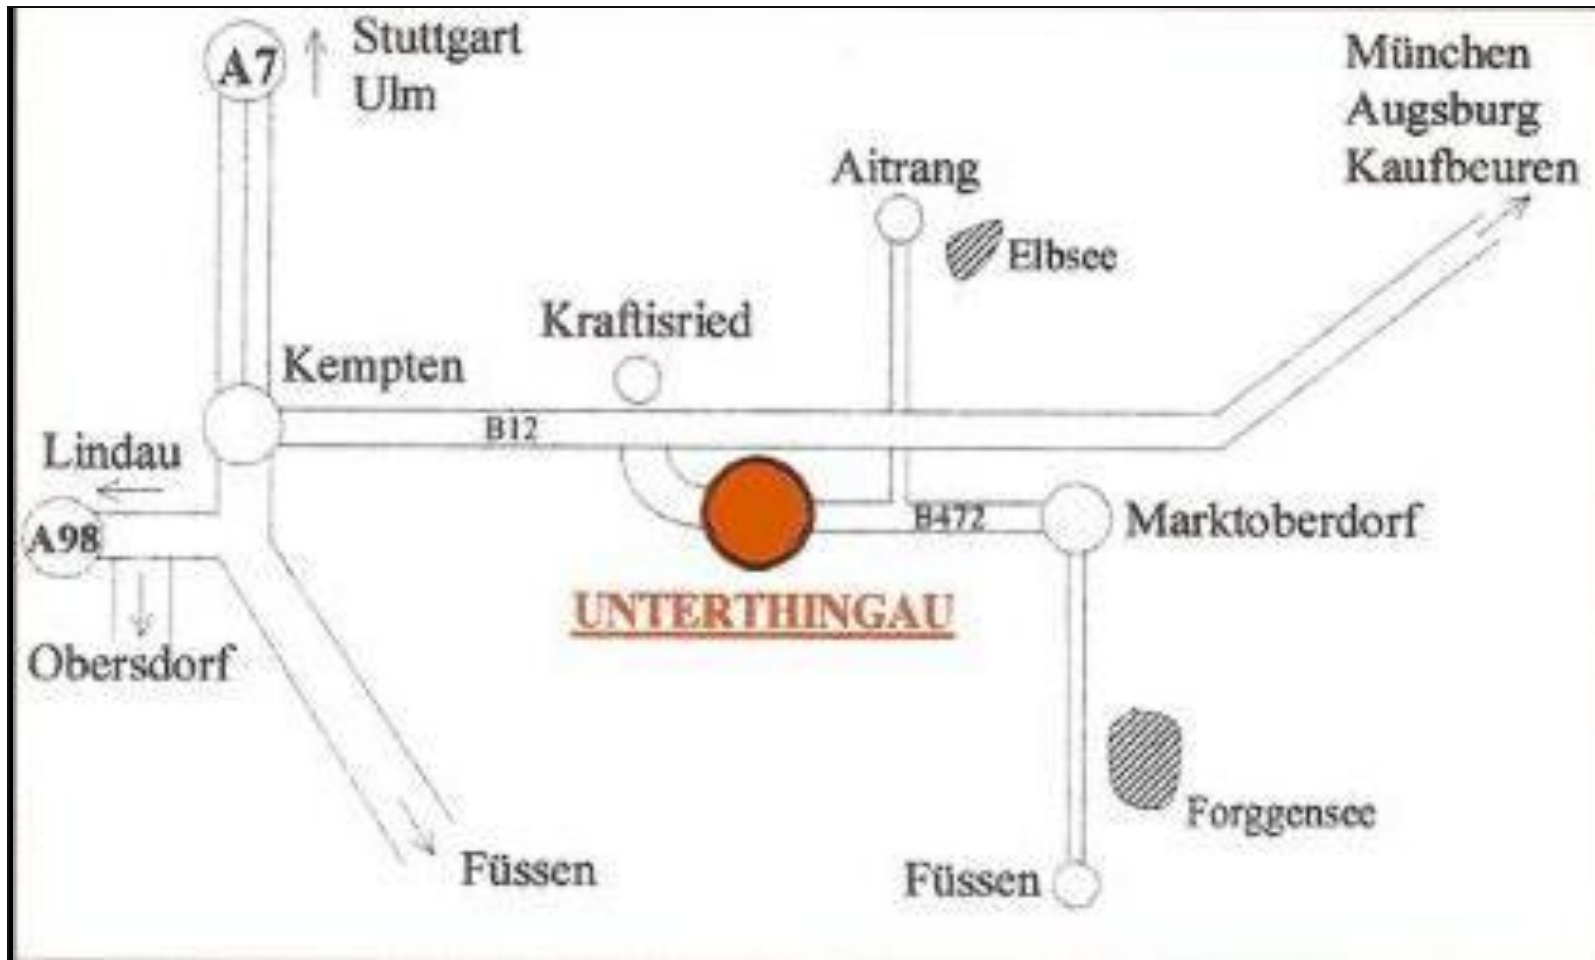 A7
Stuttgart
Ulm
München
Augsburg
Kaufbeuren
Aitrang
Elbsee
Kraftisried
Kempten
B12
Lindau
A98
B472
Marktoberdorf
UNTERTHINGAU
Obersdorf
Forggensee
Füssen
Füssen